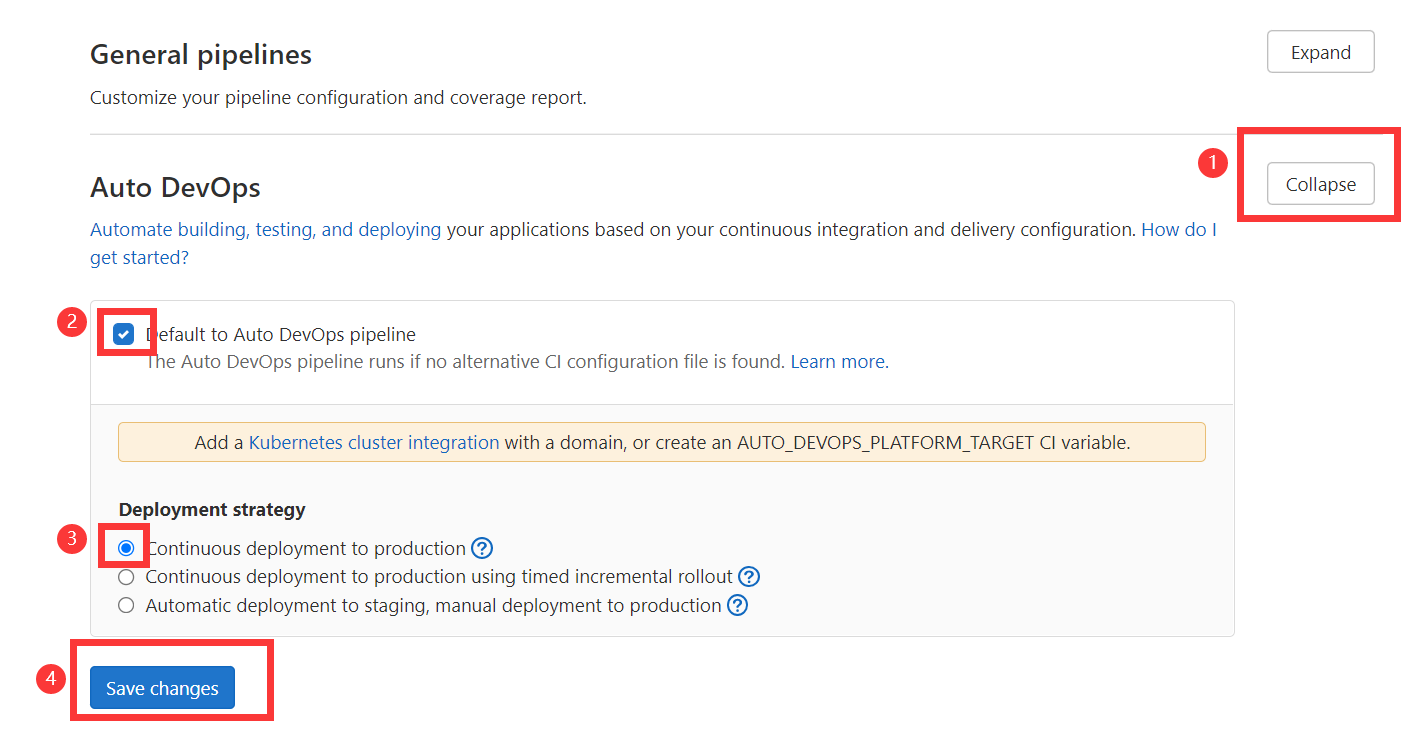 General pipelines
Expand
Customize your pipeline configuration and coverage report.
1
Auto DevOps
Collapse
Automate building, testing, and deploying your applications based on your continuous integration and delivery configuration. How do I
get started?
2
Default to Auto DevOps pipeline
The Auto DevOps pipeline runs if no alternative CI configuration file is found. Learn more.
Add a Kubernetes cluster integration with a domain, or create an AUTO_DEVOPS_PLATFORM_TARGET CI variable.
Deployment strategy
3
Continuous deployment to production ?
Continuous deployment to production using timed incremental rollout ?
Automatic deployment to staging, manual deployment to production ?
4
Save changes